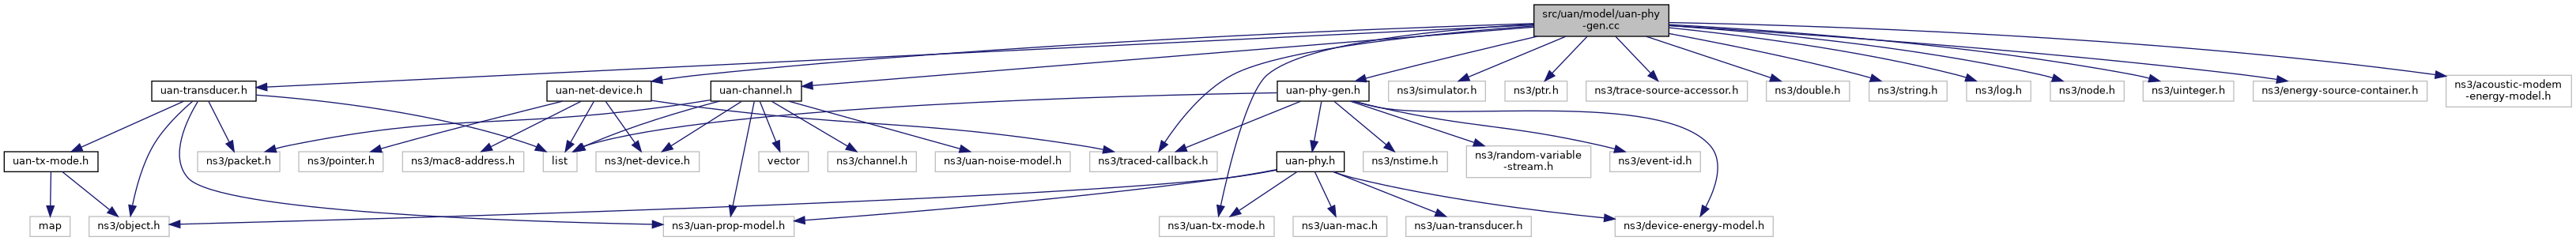 src/uan/model/uan-phy
-gen.cc
uan-transducer.h
uan-net-device.h
uan-channel.h
uan-phy-gen.h
ns3/simulator.h
ns3/ptr.h
ns3/trace-source-accessor.h
ns3/double.h
ns3/string.h
ns3/log.h
ns3/node.h
ns3/uinteger.h
ns3/energy-source-container.h
ns3/acoustic-modem
-energy-model.h
uan-tx-mode.h
ns3/packet.h
ns3/pointer.h
ns3/mac8-address.h
list
ns3/net-device.h
vector
ns3/channel.h
ns3/uan-noise-model.h
ns3/traced-callback.h
uan-phy.h
ns3/nstime.h
ns3/random-variable
-stream.h
ns3/event-id.h
map
ns3/object.h
ns3/uan-prop-model.h
ns3/uan-tx-mode.h
ns3/uan-mac.h
ns3/uan-transducer.h
ns3/device-energy-model.h